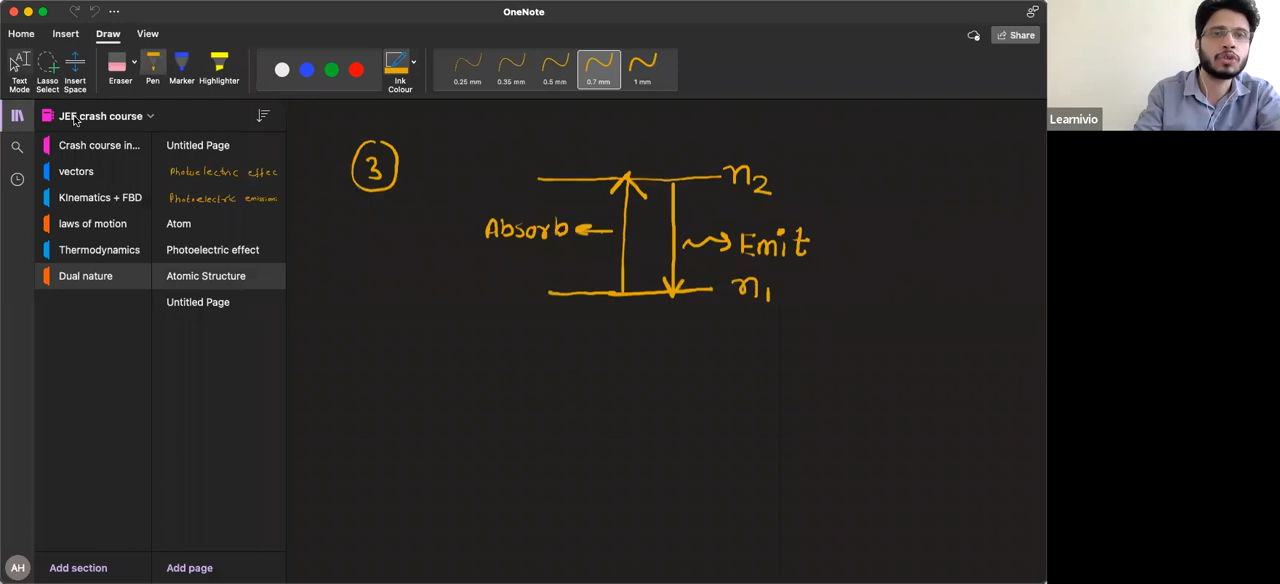 OneNote
Home Insert Draw View
Share
Text Mode
Lasso Select
Insert Space
Eraser
Pen
Marker
Highlighter
Ink Colour
0.25 mm
0.35 mm
0.5 mm
0.7 mm
1 mm
Learnivio
JEE crash course
Crash course in...
vectors
KInematics + FBD
laws of motion
Thermodynamics
Dual nature
Untitled Page
Photoelectric effec
Photoelectric emission
Atom
Photoelectric effect
Atomic Structure
Untitled Page
3
n2
Absorb
Emit
n1
AH
Add section
Add page